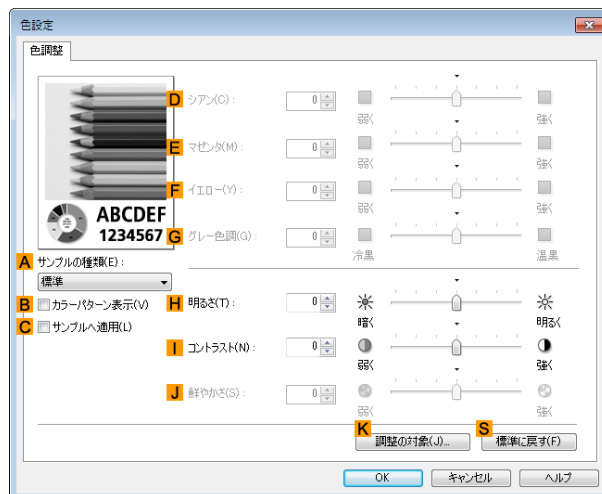 色設定
色調整
D シアン(C): 0 弱く 強く
E マゼンタ(M): 0 弱く 強く
F イエロー(Y): 0 弱く 強く
ABCDEF
1234567
G グレー色調(G): 0 冷黒 温黒
A サンプルの種類(E):
標準
B カラーパターン表示(V)
C サンプルへ適用(L)
H 明るさ(T): 0 暗く 明るく
I コントラスト(N): 0 弱く 強く
J 鮮やかさ(S): 0 弱く 強く
K 調整の対象(J)... S 標準に戻す(F)
OK キャンセル ヘルプ